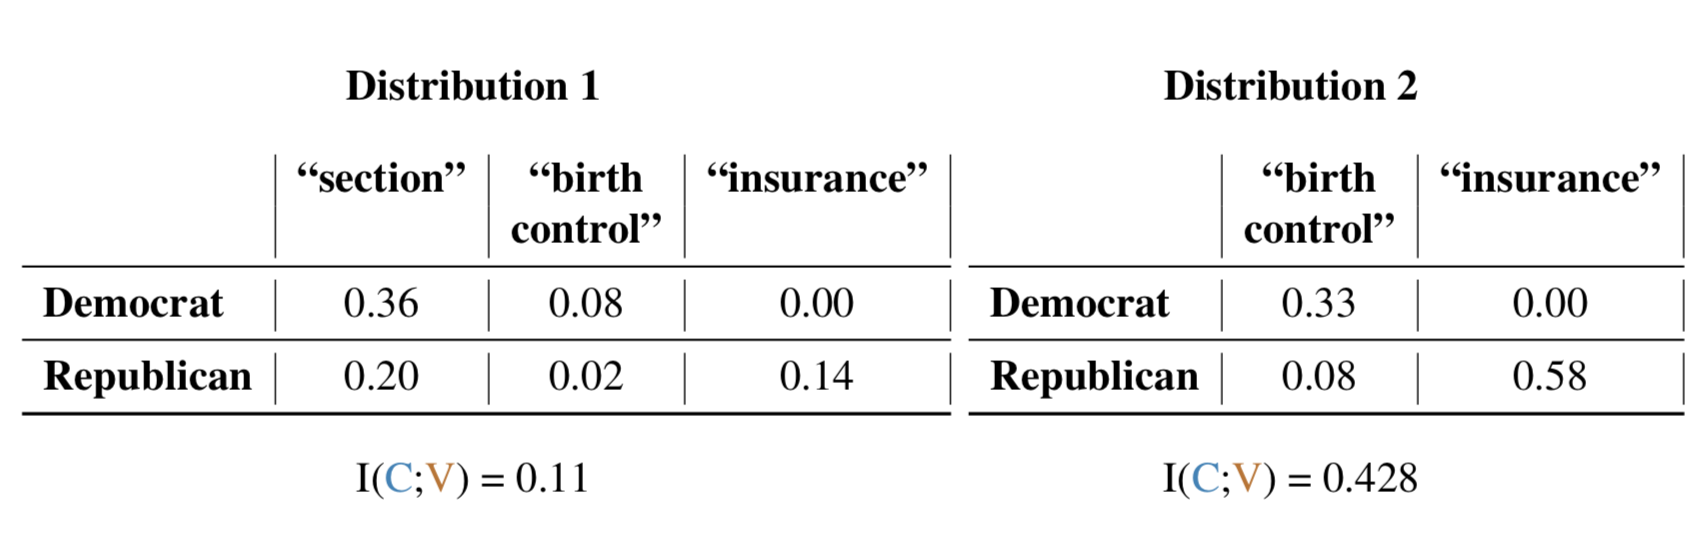 Distribution 1
“section” “birth control” “insurance”
Democrat 0.36 0.08 0.00
Republican 0.20 0.02 0.14
I(C;V) = 0.11
Distribution 2
“birth control” “insurance”
Democrat 0.33 0.00
Republican 0.08 0.58
I(C;V) = 0.428